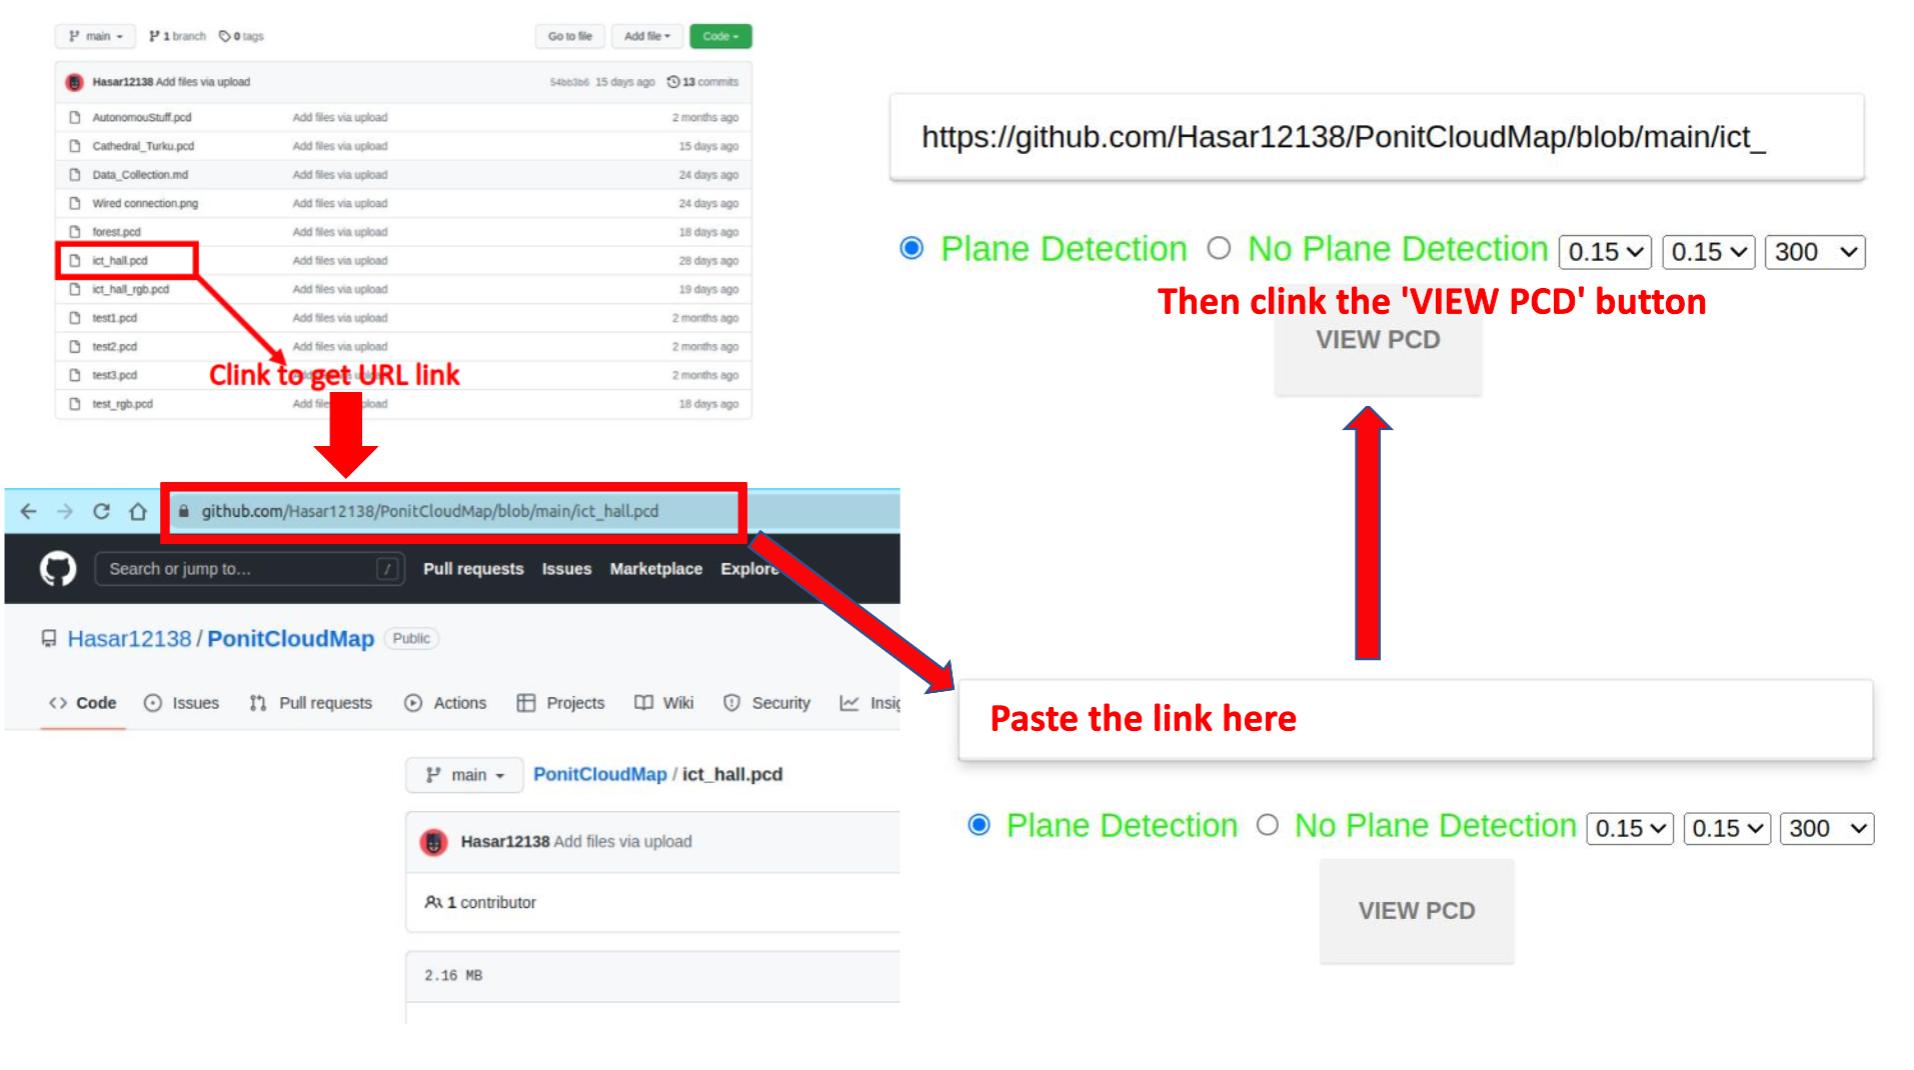 main 1 branch 0 tags Go to file Add file Code
Hasar12138 Add files via upload 54bb3b6 15 days ago 13 commits
AutonomouStuff.pcd Add files via upload 2 months ago
Cathedral_Turku.pcd Add files via upload 15 days ago
Data_Collection.md Add files via upload 24 days ago
Wired connection.png Add files via upload 24 days ago
forest.pcd Add files via upload 18 days ago
ict_hall.pcd Add files via upload 28 days ago
ict_hall_rgb.pcd Add files via upload 19 days ago
test1.pcd Add files via upload 2 months ago
test2.pcd Add files via upload 2 months ago
test3.pcd 2 months ago
Clink to get URL link
test_rgb.pcd Add 18 days ago
github.com/Hasar12138/PonitCloudMap/blob/main/ict_hall.pcd
Search or jump to... / Pull requests Issues Marketplace Explore
Hasar12138 / PonitCloudMap Public
<> Code Issues Pull requests Actions Projects Wiki Security
main PonitCloudMap / ict_hall.pcd
Hasar12138 Add files via upload
1 contributor
2.16 MB
https://github.com/Hasar12138/PonitCloudMap/blob/main/ict_
Plane Detection No Plane Detection 0.15 0.15 300
Then clink the 'VIEW PCD' button
VIEW PCD
Paste the link here
Plane Detection No Plane Detection 0.15 0.15 300
VIEW PCD